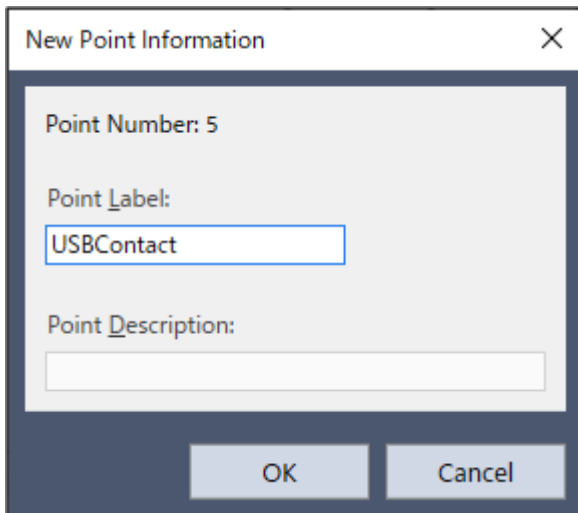 New Point Information
Point Number: 5
Point Label:
USBContact
Point Description:
OK Cancel